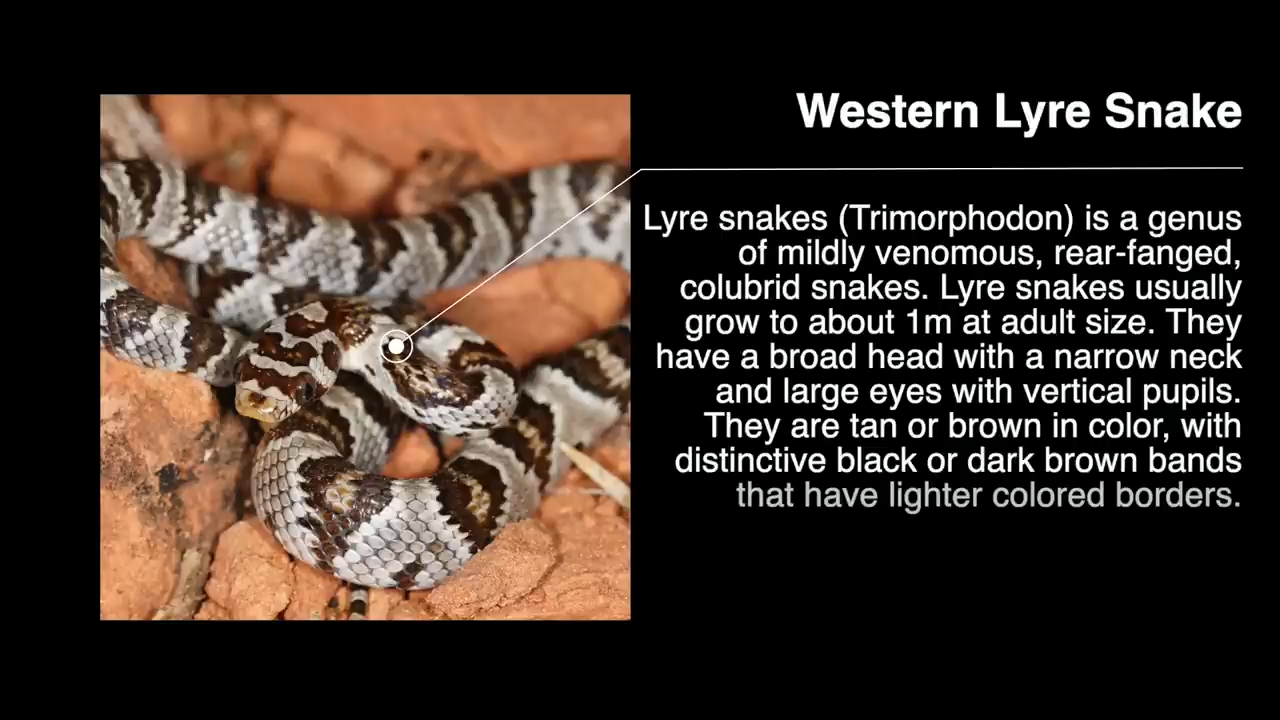 Western Lyre Snake
Lyre snakes (Trimorphodon) is a genus
of mildly venomous, rear-fanged,
colubrid snakes. Lyre snakes usually
grow to about 1m at adult size. They
have a broad head with a narrow neck
and large eyes with vertical pupils.
They are tan or brown in color, with
distinctive black or dark brown bands
that have lighter colored borders.